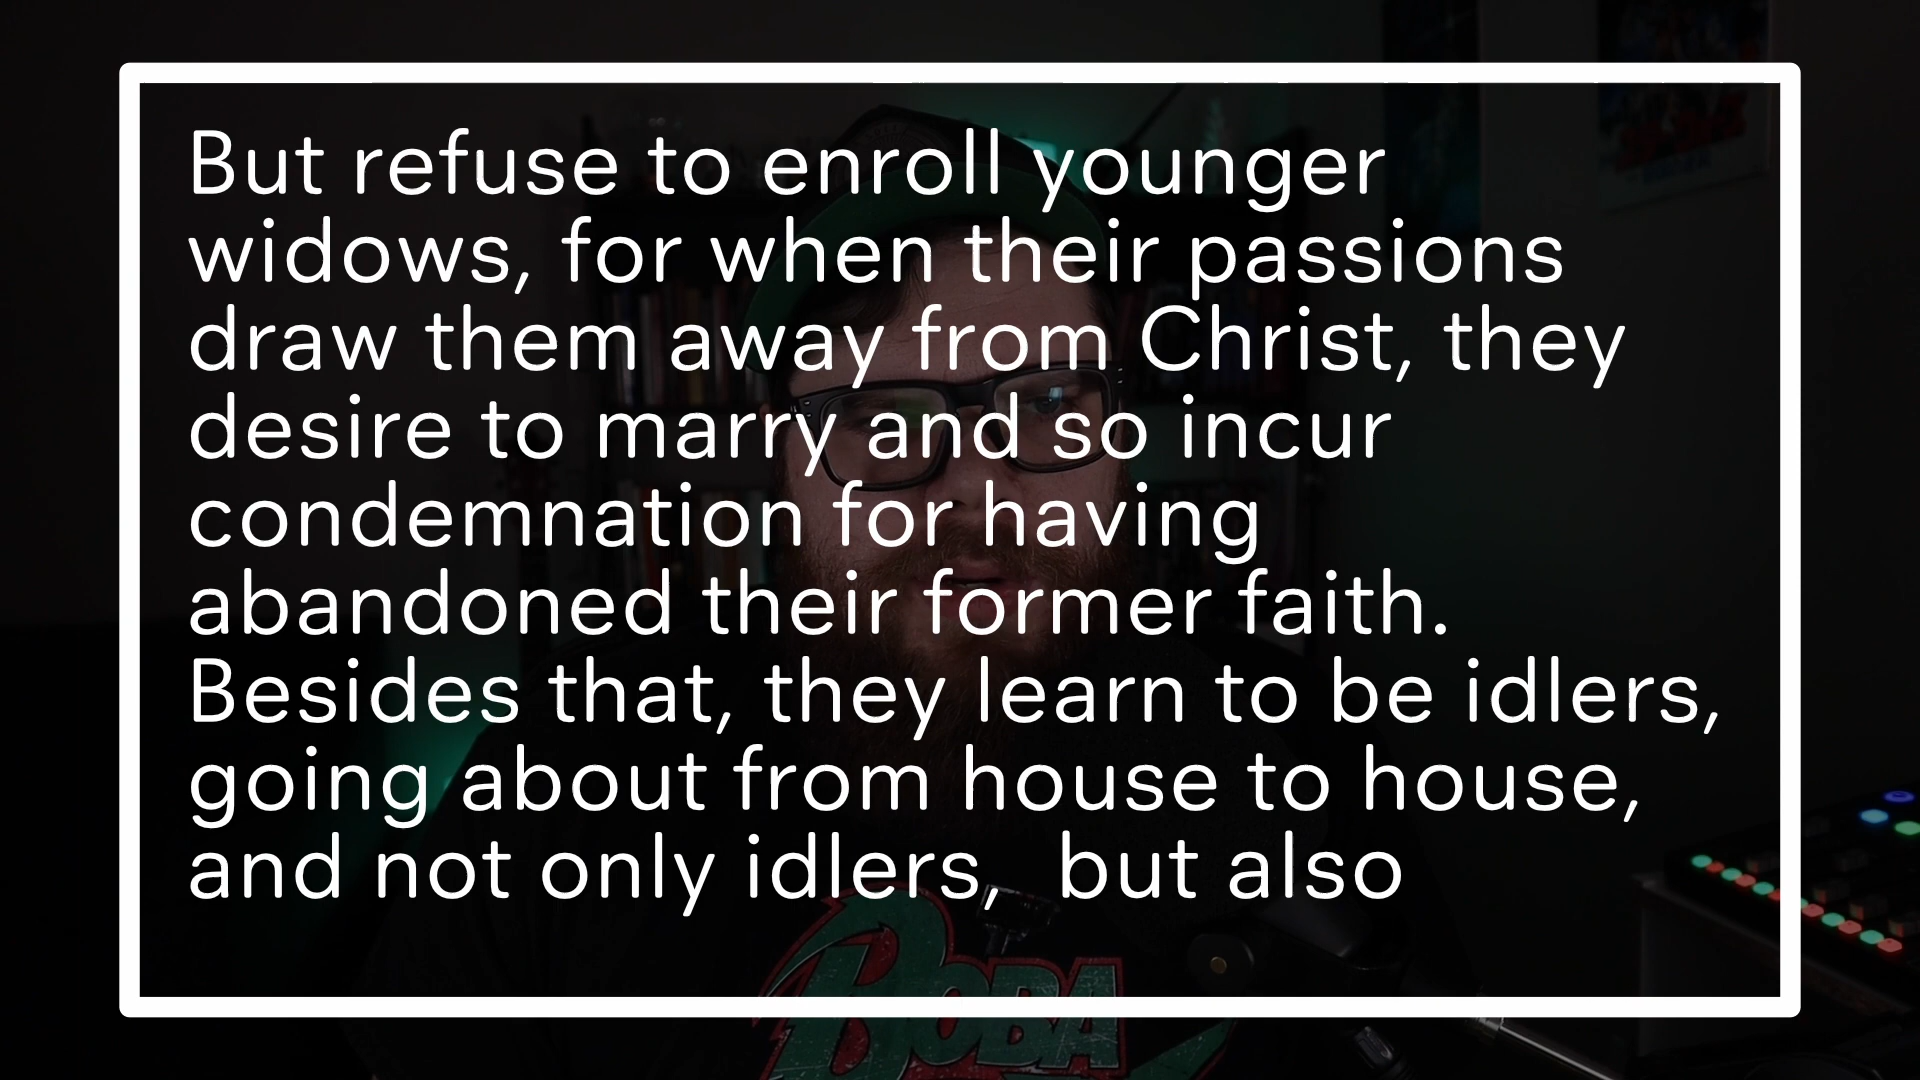 But refuse to enroll younger
widows, for when their passions
draw them away from Christ, they
desire to marry and so incur
condemnation for having
abandoned their former faith.
Besides that, they learn to be idlers,
going about from house to house,
and not only idlers,  but also
BOBA